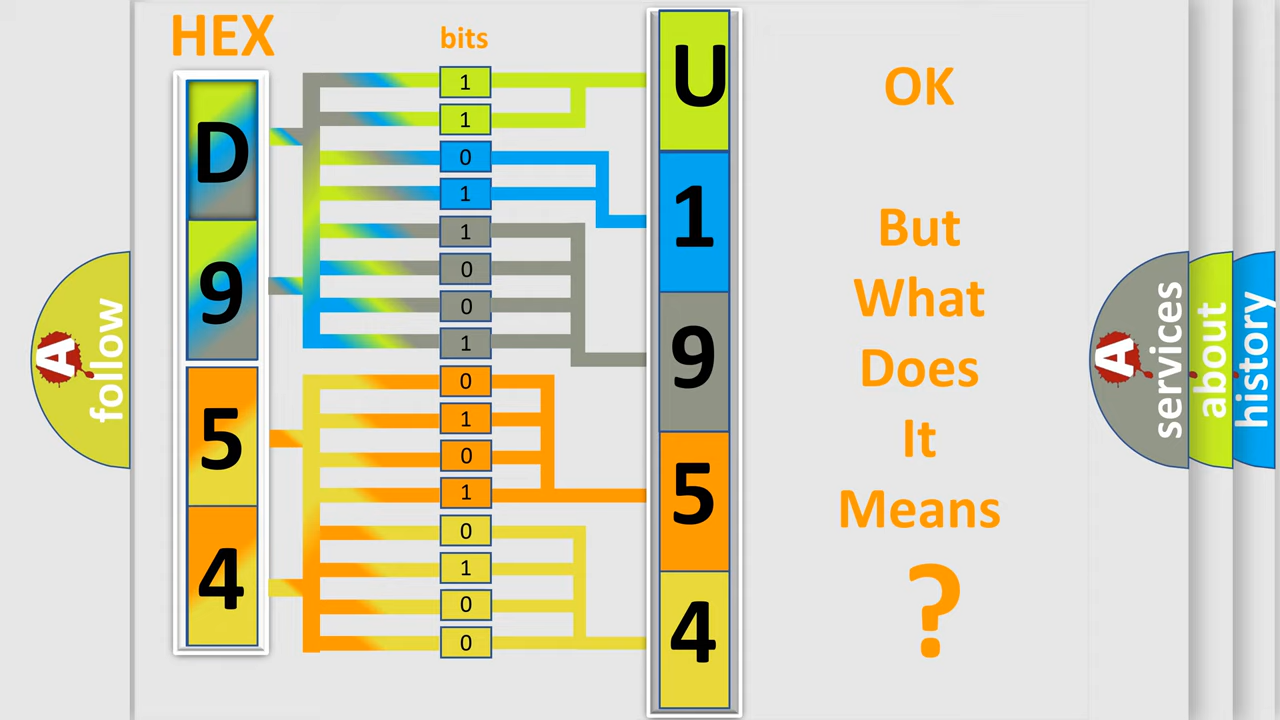 HEX
bits
D
9
5
4
1
1
0
1
1
0
0
1
0
1
0
1
0
1
0
0
U
1
9
5
4
OK
But
What
Does
It
Means
?
A
follow
A
services
about
history